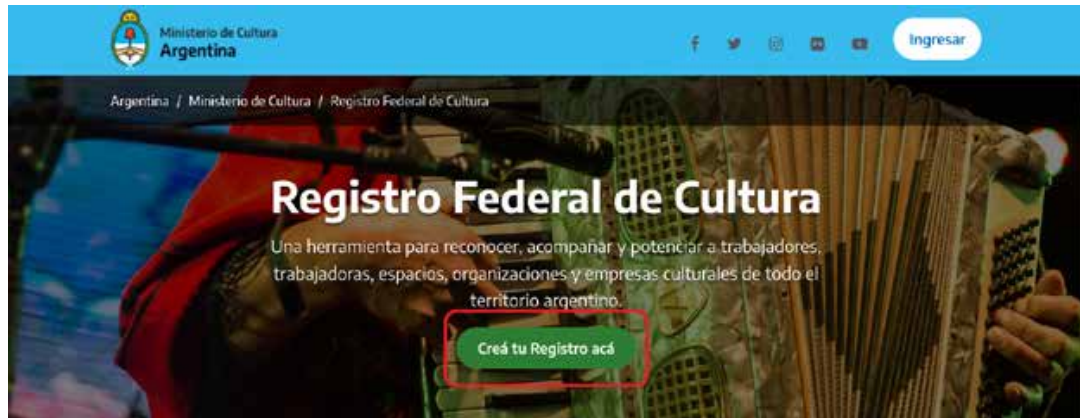 Ministerio de Cultura
Argentina
Ingresar
Argentina / Ministerio de Cultura / Registro Federal de Cultura
Registro Federal de Cultura
Una herramienta para reconocer, acompañar y potenciar a trabajadores,
trabajadoras, espacios, organizaciones y empresas culturales de todo el
territorio argentino.
Creá tu Registro acá